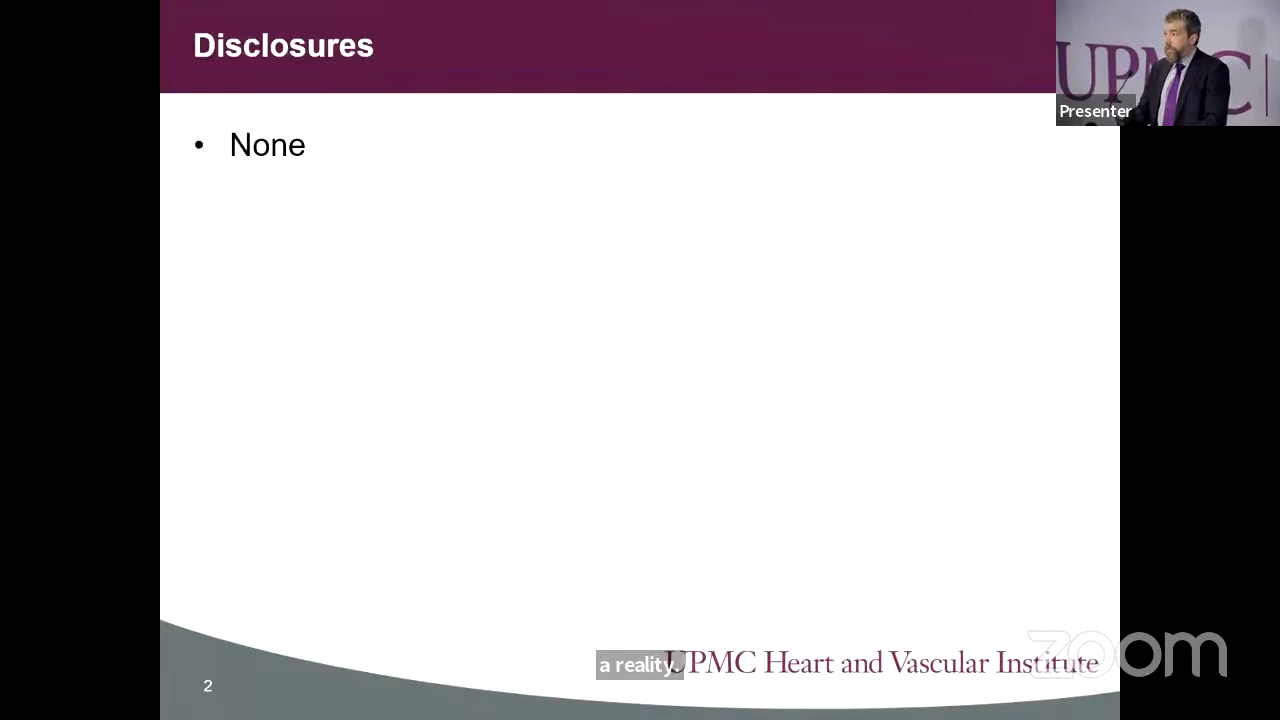 Disclosures
• None
UPMC |
Presenter
a reality.
UPMC Heart and Vascular Institute
zoom
2